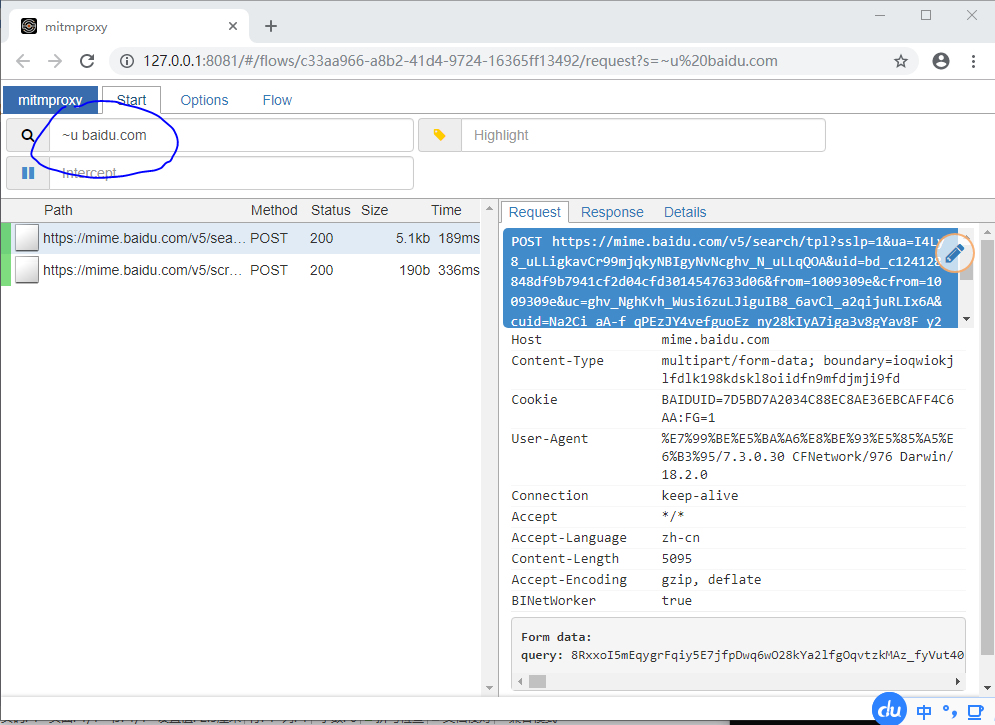 mitmproxy
127.0.0.1:8081/#/flows/c33aa966-a8b2-41d4-9724-16365ff13492/request?s=~u%20baidu.com
mitmproxy Start Options Flow
~u baidu.com Highlight
Intercept
Path Method Status Size Time
https://mime.baidu.com/v5/sea... POST 200 5.1kb 189ms
https://mime.baidu.com/v5/scr... POST 200 190b 336ms
Request Response Details
POST https://mime.baidu.com/v5/search/tpl?sslp=1&ua=I4Ly
8_uLLigkavCr99mjqkyNBIgyNvNcghv_N_uLLqQOA&uid=bd_c124128
848df9b7941cf2d04cfd3014547633d06&from=1009309e&cfrom=10
09309e&uc=ghv_NghKvh_Wusi6zuLJiguIB8_6avCl_a2qijuRLIx6A&
cuid=Na2Ci_aA-f_qPEzJY4vefguoEz_ny28kIyA7iga3v8gYav8F_y2
Host mime.baidu.com
Content-Type multipart/form-data; boundary=ioqwiokj
lfdlk198kdskl8oiidfn9mfdjmji9fd
Cookie BAIDUID=7D5BD7A2034C88EC8AE36EBCAFF4C6
AA:FG=1
User-Agent %E7%99%BE%E5%BA%A6%E8%BE%93%E5%85%A5%E
6%B3%95/7.3.0.30 CFNetwork/976 Darwin/
18.2.0
Connection keep-alive
Accept */*
Accept-Language zh-cn
Content-Length 5095
Accept-Encoding gzip, deflate
BINetWorker true
Form data:
query: 8RxxoI5mEqygrFqiy5E7jfpDwq6wO28kYa2lfgOqvtzkMAz_fyVut40
du 中